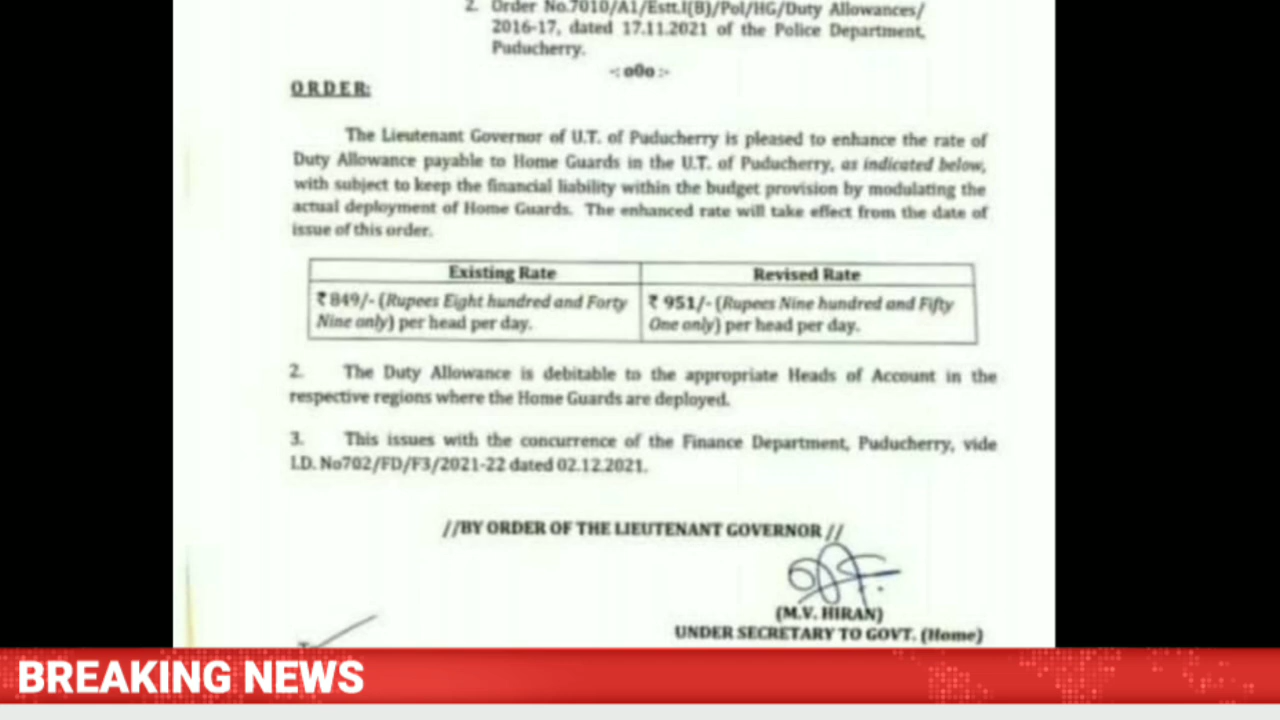 2. Order No.7010/A1/Estt.I(B)/Pol/HG/Duty Allowances/
2016-17, dated 17.11.2021 of the Police Department,
Puducherry.
-: o0o :-
ORDER:
The Lieutenant Governor of U.T. of Puducherry is pleased to enhance the rate of
Duty Allowance payable to Home Guards in the U.T. of Puducherry, as indicated below,
with subject to keep the financial liability within the budget provision by modulating the
actual deployment of Home Guards. The enhanced rate will take effect from the date of
issue of this order.
Existing Rate
Revised Rate
₹ 849/- (Rupees Eight hundred and Forty
Nine only) per head per day.
₹ 951/- (Rupees Nine hundred and Fifty
One only) per head per day.
2. The Duty Allowance is debitable to the appropriate Heads of Account in the
respective regions where the Home Guards are deployed.
3. This issues with the concurrence of the Finance Department, Puducherry, vide
I.D. No702/FD/F3/2021-22 dated 02.12.2021.
//BY ORDER OF THE LIEUTENANT GOVERNOR //
(M.V. HIRAN)
UNDER SECRETARY TO GOVT. (Home)
BREAKING NEWS